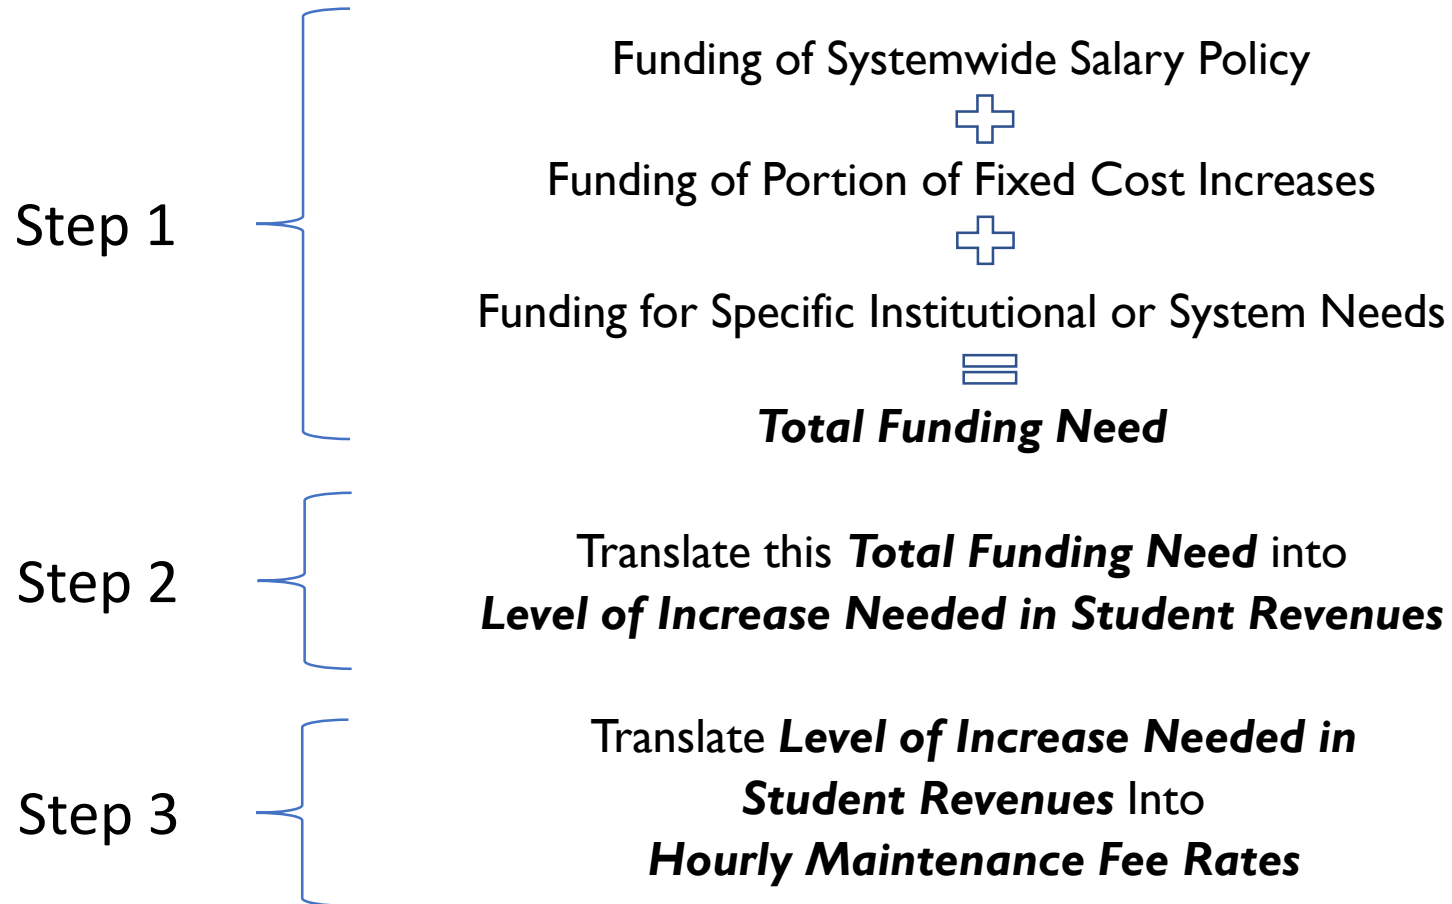 Step 1
Funding of Systemwide Salary Policy
Funding of Portion of Fixed Cost Increases
Funding for Specific Institutional or System Needs
Total Funding Need
Step 2
Translate this Total Funding Need into
Level of Increase Needed in Student Revenues
Step 3
Translate Level of Increase Needed in
Student Revenues Into
Hourly Maintenance Fee Rates